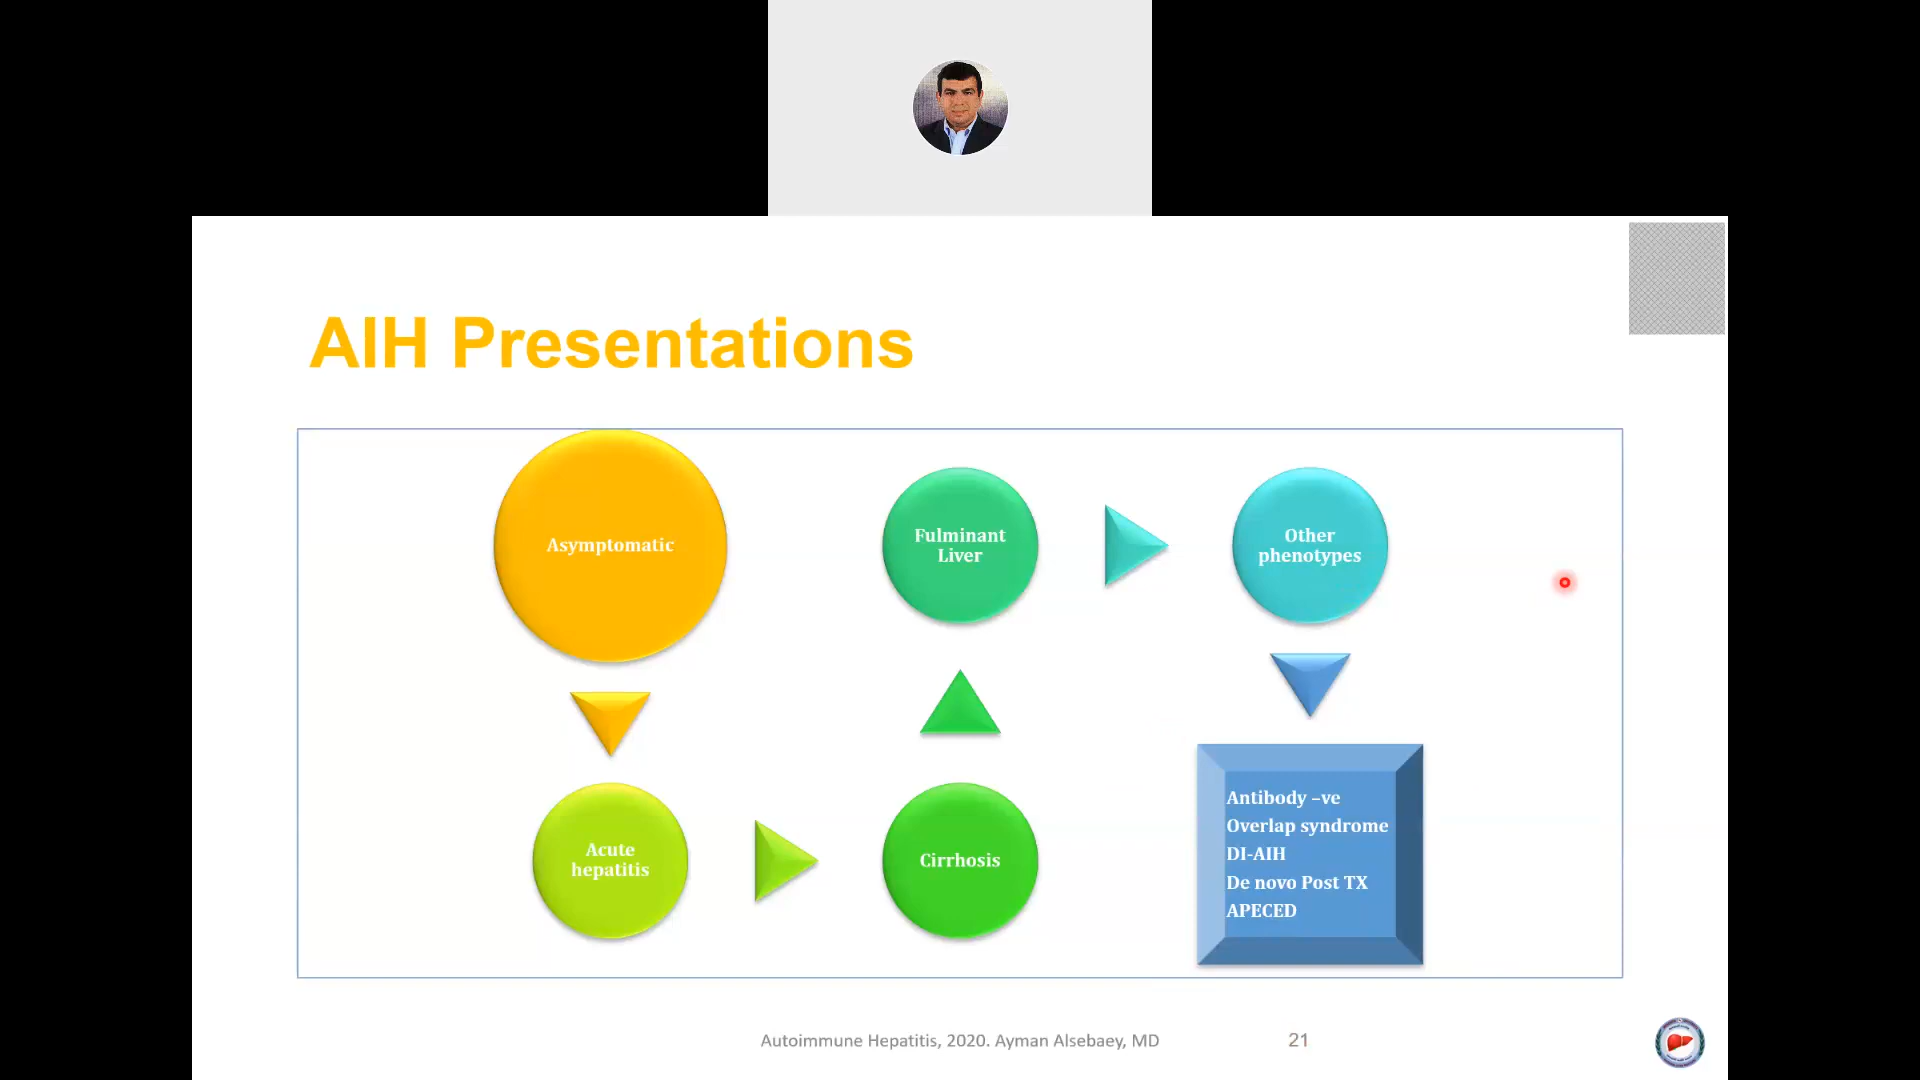 AIH Presentations
Asymptomatic
Acute
hepatitis
Cirrhosis
Fulminant
Liver
Other
phenotypes
Antibody –ve
Overlap syndrome
DI-AIH
De novo Post TX
APECED
Autoimmune Hepatitis, 2020. Ayman Alsebaey, MD
21